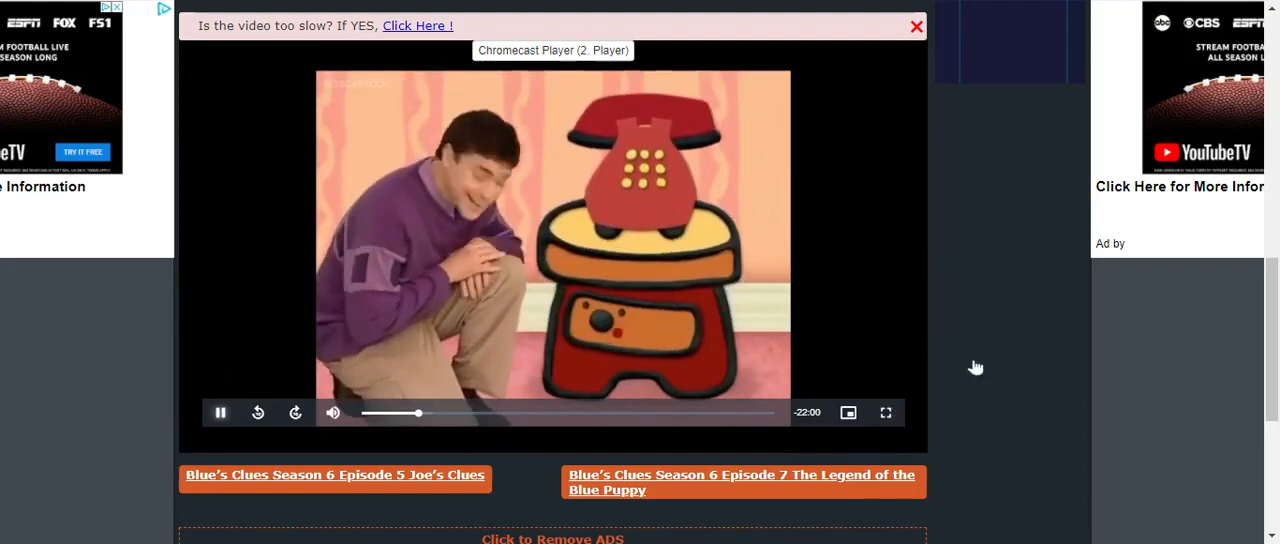 ESPN FOX FS1
FOOTBALL LIVE
SEASON LONG
eTV TRY IT FREE
e Information
Is the video too slow? If YES, Click Here !
Chromecast Player (2. Player)
-22:00
Blue's Clues Season 6 Episode 5 Joe's Clues
Blue's Clues Season 6 Episode 7 The Legend of the
Blue Puppy
Click to Remove ADS
abc CBS ESPN
STREAM FOOTBA
ALL SEASON L
YouTubeTV
Click Here for More Infor
Ad by